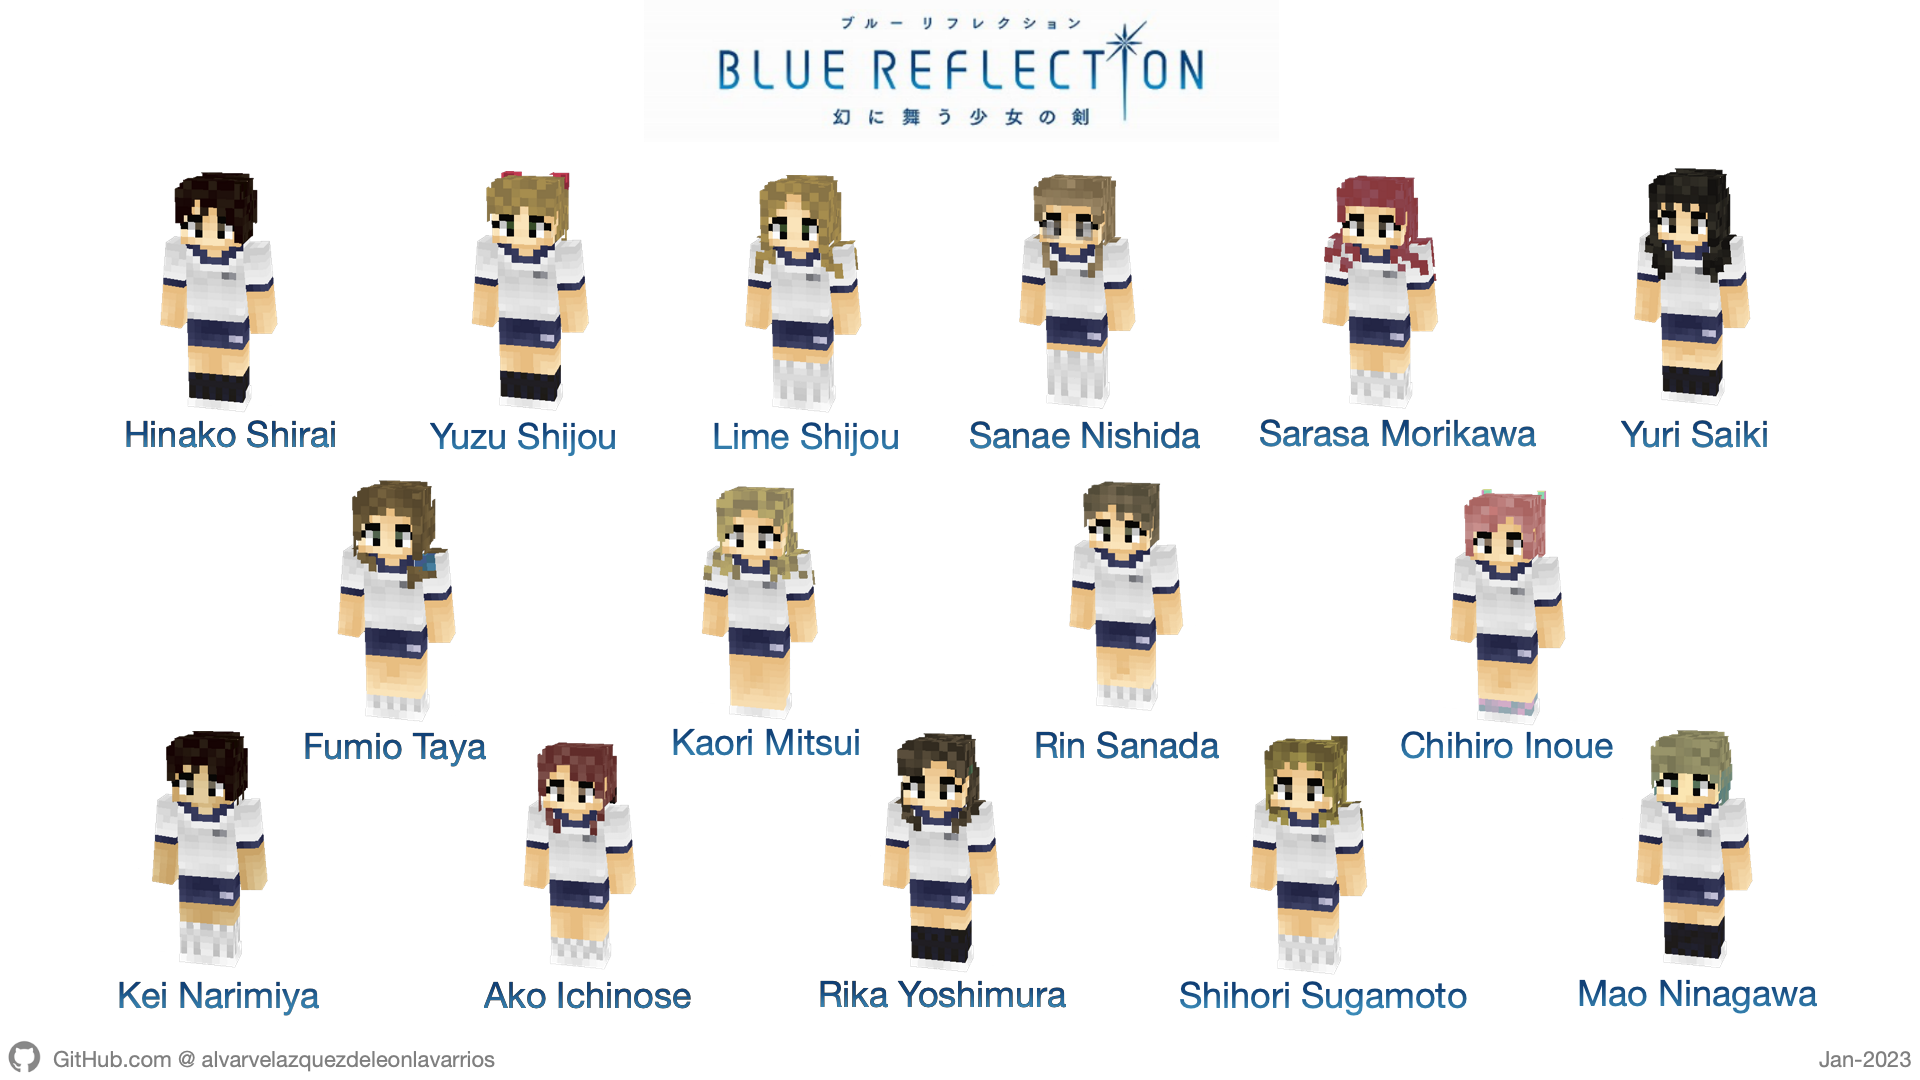 ブルー リフレクション
BLUE REFLECTION
幻に舞う少女の剣
Hinako Shirai
Yuzu Shijou
Lime Shijou
Sanae Nishida
Sarasa Morikawa
Yuri Saiki
Fumio Taya
Kaori Mitsui
Rin Sanada
Chihiro Inoue
Kei Narimiya
Ako Ichinose
Rika Yoshimura
Shihori Sugamoto
Mao Ninagawa
GitHub.com @ alvarvelazquezdeleonlavarrios
Jan-2023